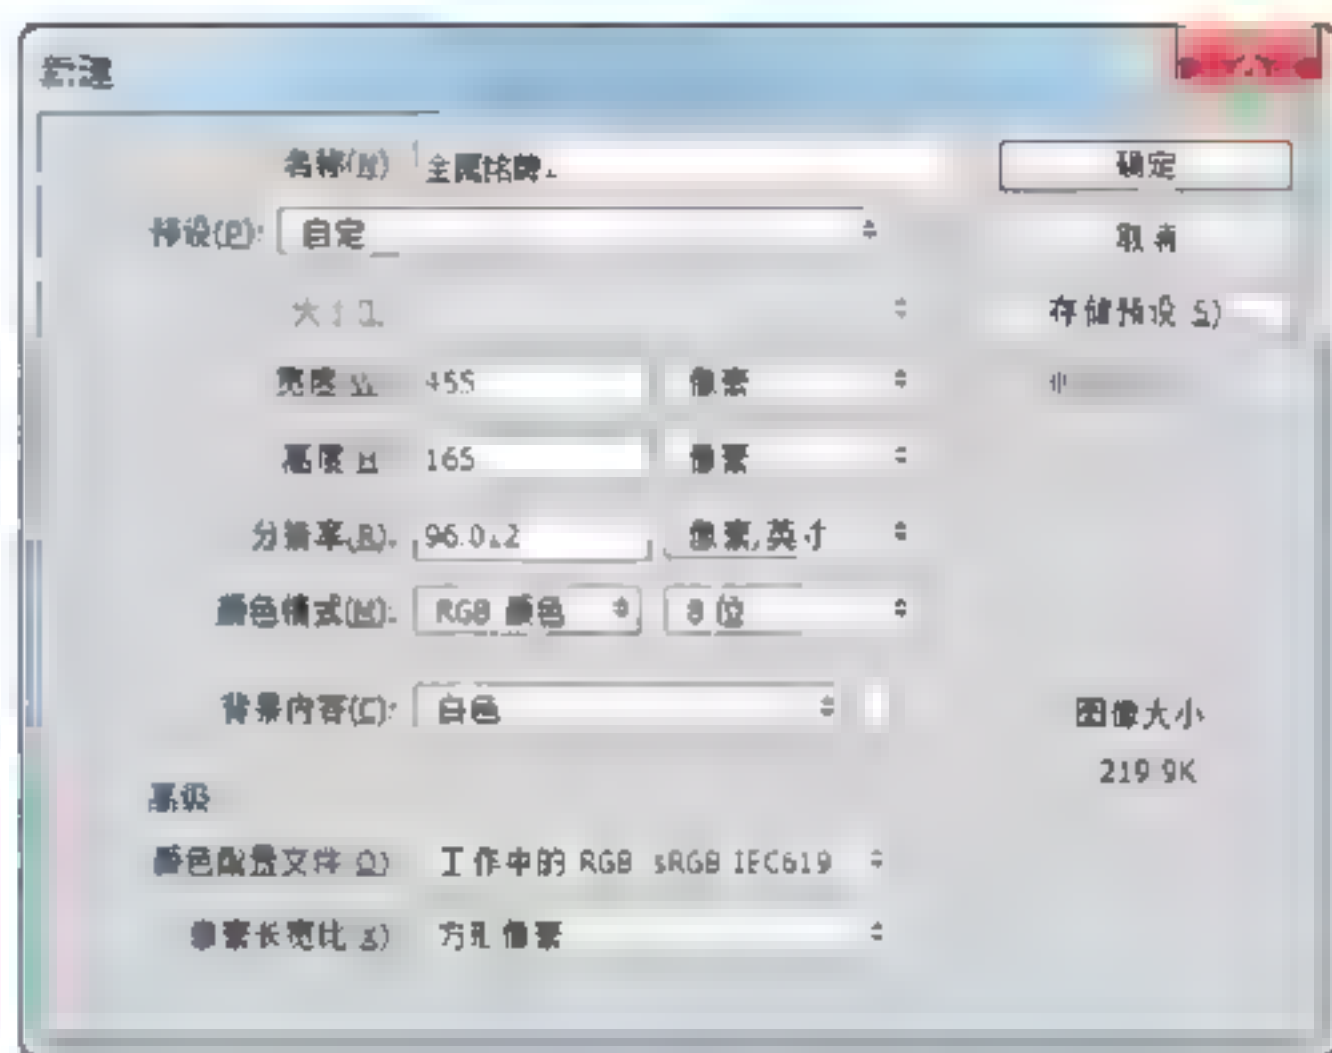 新建
名称(N) 金属铭牌1
确定
预设(P): 自定
取消
存储预设 S)
宽度 W 455 像素
高度 H 165 像素
分辨率(R): 96.012 像素/英寸
颜色模式(M): RGB 颜色 8 位
背景内容(C): 白色
图像大小
219.9K
高级
颜色配置文件 O) 工作中的 RGB sRGB IEC619
像素长宽比 X) 方形像素